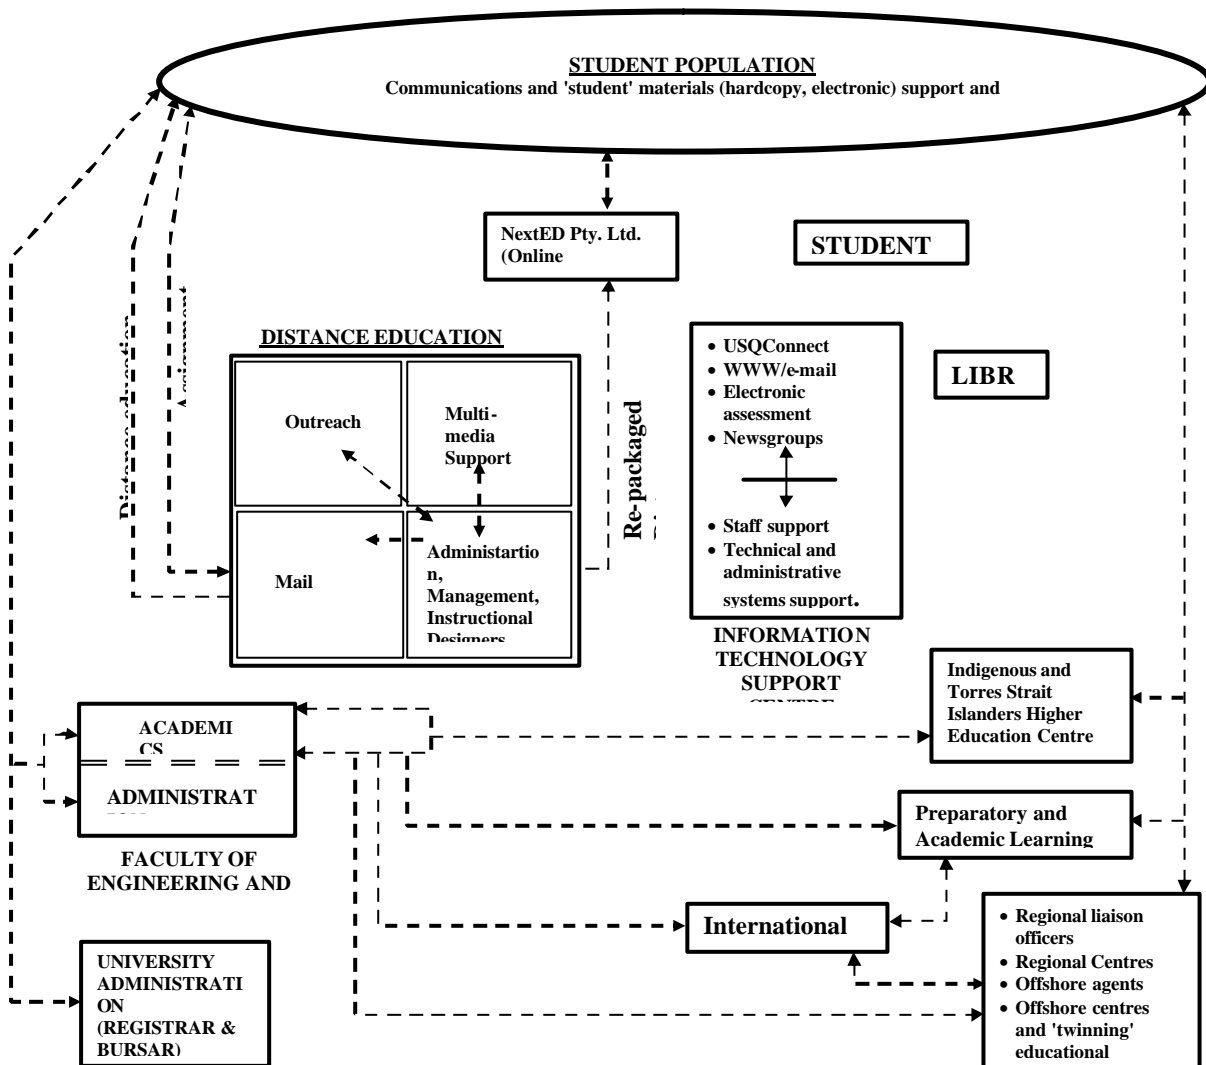 STUDENT POPULATION
Communications and 'student' materials (hardcopy, electronic) support and
NextED Pty. Ltd.
(Online
STUDENT
DISTANCE EDUCATION
Outreach
Multi-
media
Support
Mail
Administartio
n,
Management,
Instructional
Designers
Distance education
Re-packaged
• USQConnect
• WWW/e-mail
• Electronic
assessment
• Newsgroups
• Staff support
• Technical and
administrative
systems support.
INFORMATION
TECHNOLOGY
SUPPORT
CENTRE
LIBR
Indigenous and
Torres Strait
Islanders Higher
Education Centre
ACADEMI
CS
ADMINISTRAT
FACULTY OF
ENGINEERING AND
Preparatory and
Academic Learning
International
UNIVERSITY
ADMINISTRATI
ON
(REGISTRAR &
BURSAR)
• Regional liaison
officers
• Regional Centres
• Offshore agents
• Offshore centres
and 'twinning'
educational